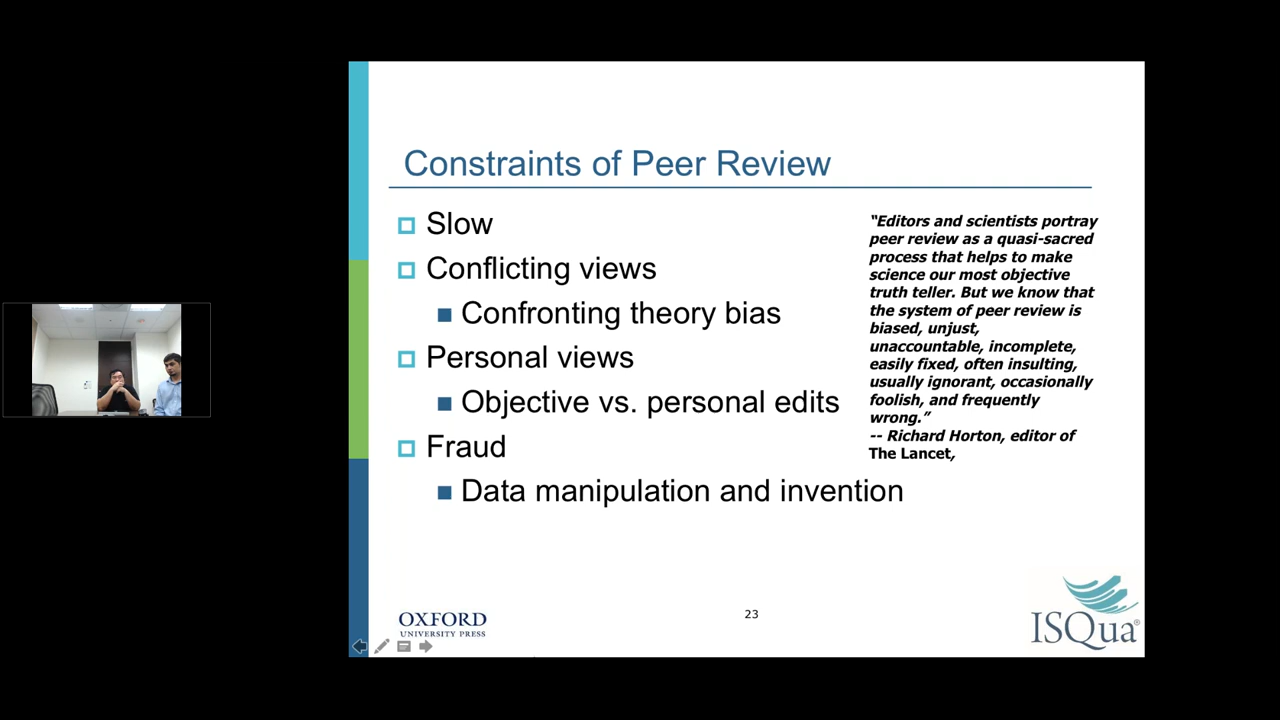 Constraints of Peer Review
Slow
Conflicting views
Confronting theory bias
Personal views
Objective vs. personal edits
Fraud
Data manipulation and invention
“Editors and scientists portray
peer review as a quasi-sacred
process that helps to make
science our most objective
truth teller. But we know that
the system of peer review is
biased, unjust,
unaccountable, incomplete,
easily fixed, often insulting,
usually ignorant, occasionally
foolish, and frequently
wrong.”
-- Richard Horton, editor of
The Lancet,
OXFORD
UNIVERSITY PRESS
23
ISQua®